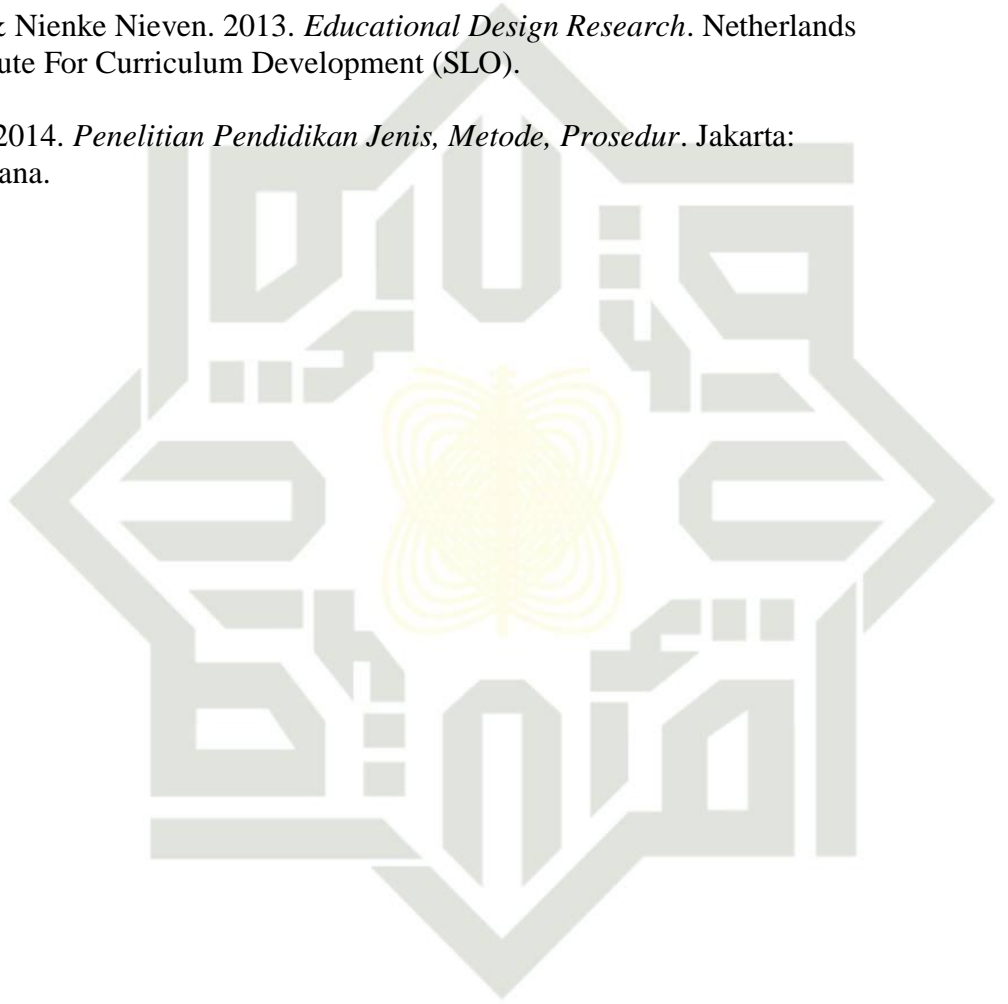 & Nienke Nieven. 2013. Educational Design Research. Netherlands
ute For Curriculum Development (SLO).
2014. Penelitian Pendidikan Jenis, Metode, Prosedur. Jakarta:
ana.